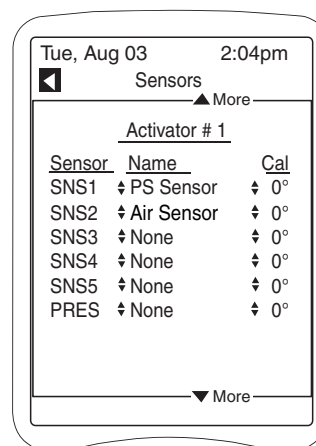 Tue, Aug 03 2:04pm
Sensors
More
Activator # 1
Sensor Name Cal
SNS1 PS Sensor 0°
SNS2 Air Sensor 0°
SNS3 None 0°
SNS4 None 0°
SNS5 None 0°
PRES None 0°
More